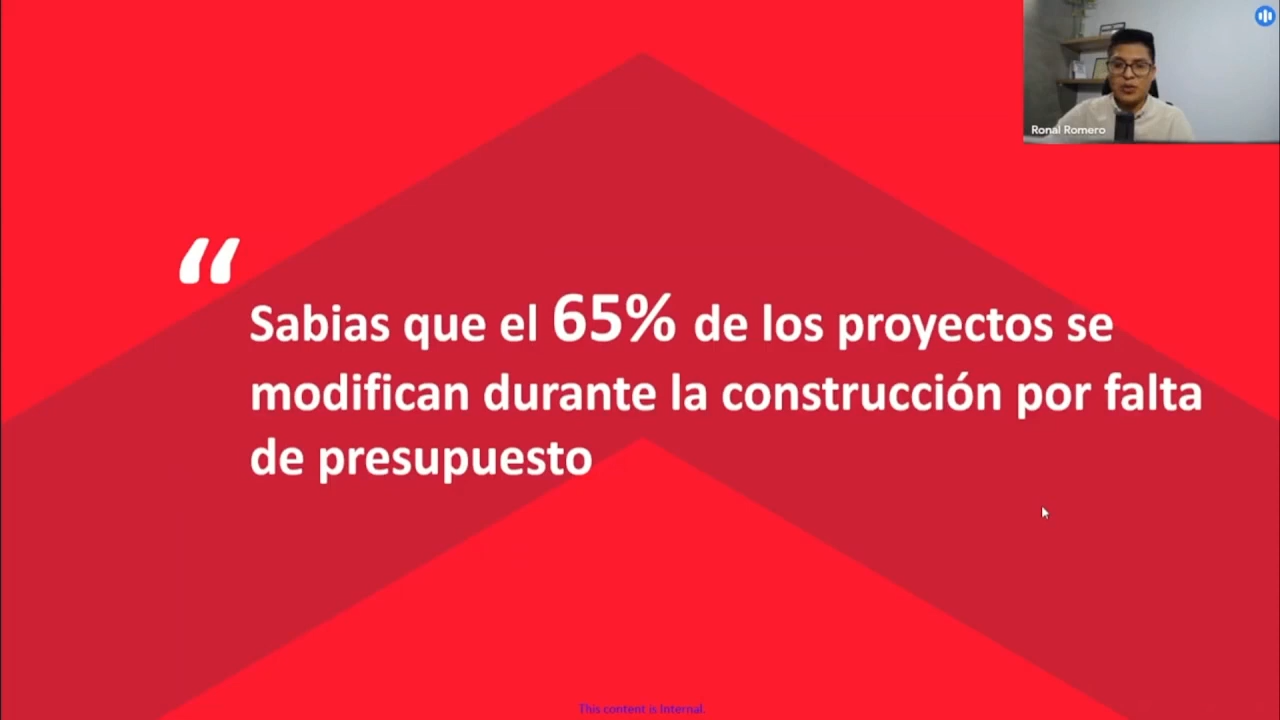 Ronal Romero
“
Sabias que el 65% de los proyectos se
modifican durante la construcción por falta
de presupuesto
This content is Internal.